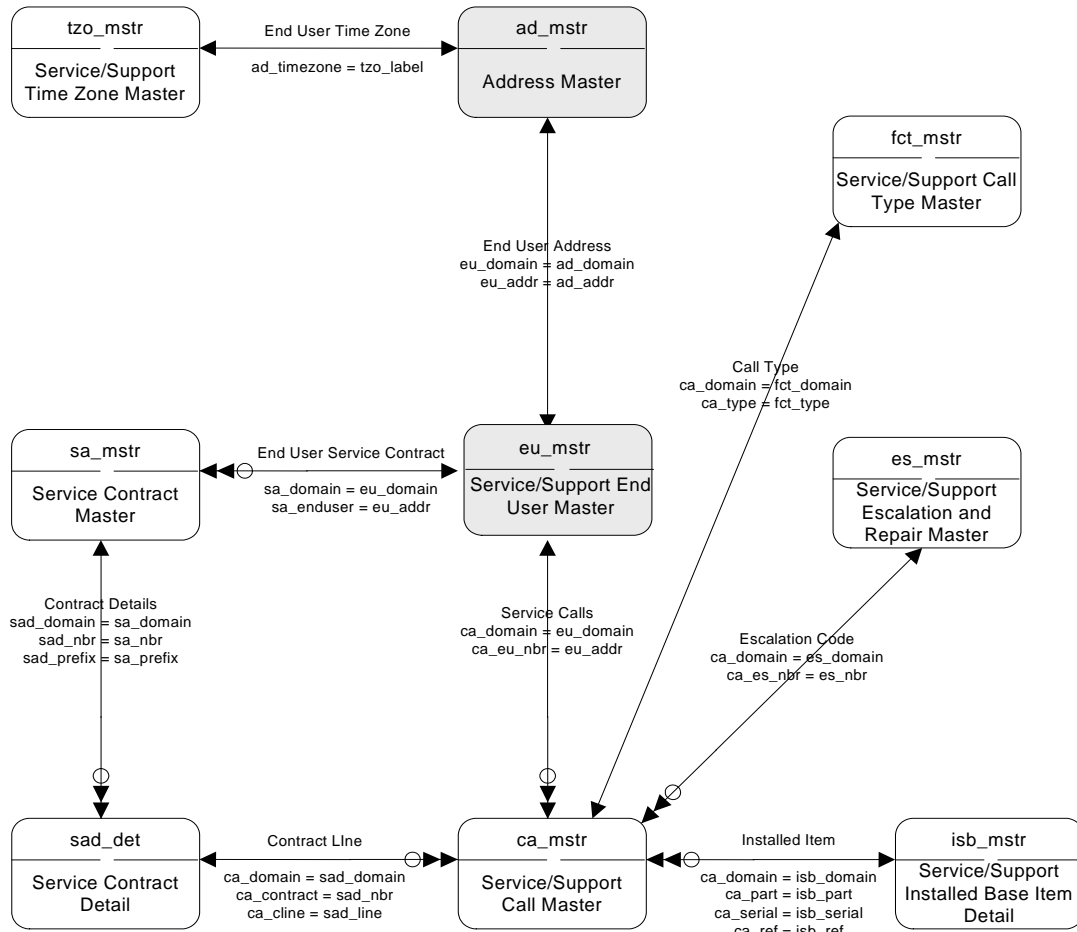 tzo_mstr
Service/Support
Time Zone Master
End User Time Zone
ad_timezone = tzo_label
ad_mstr
Address Master
fct_mstr
Service/Support Call
Type Master
End User Address
eu_domain = ad_domain
eu_addr = ad_addr
Call Type
ca_domain = fct_domain
ca_type = fct_type
sa_mstr
Service Contract
Master
End User Service Contract
sa_domain = eu_domain
sa_enduser = eu_addr
eu_mstr
Service/Support End
User Master
es_mstr
Service/Support
Escalation and
Repair Master
Contract Details
sad_domain = sa_domain
sad_nbr = sa_nbr
sad_prefix = sa_prefix
Service Calls
ca_domain = eu_domain
ca_eu_nbr = eu_addr
Escalation Code
ca_domain = es_domain
ca_es_nbr = es_nbr
sad_det
Service Contract
Detail
Contract LIne
ca_domain = sad_domain
ca_contract = sad_nbr
ca_cline = sad_line
ca_mstr
Service/Support
Call Master
Installed Item
ca_domain = isb_domain
ca_part = isb_part
ca_serial = isb_serial
ca_ref = isb_ref
isb_mstr
Service/Support
Installed Base Item
Detail